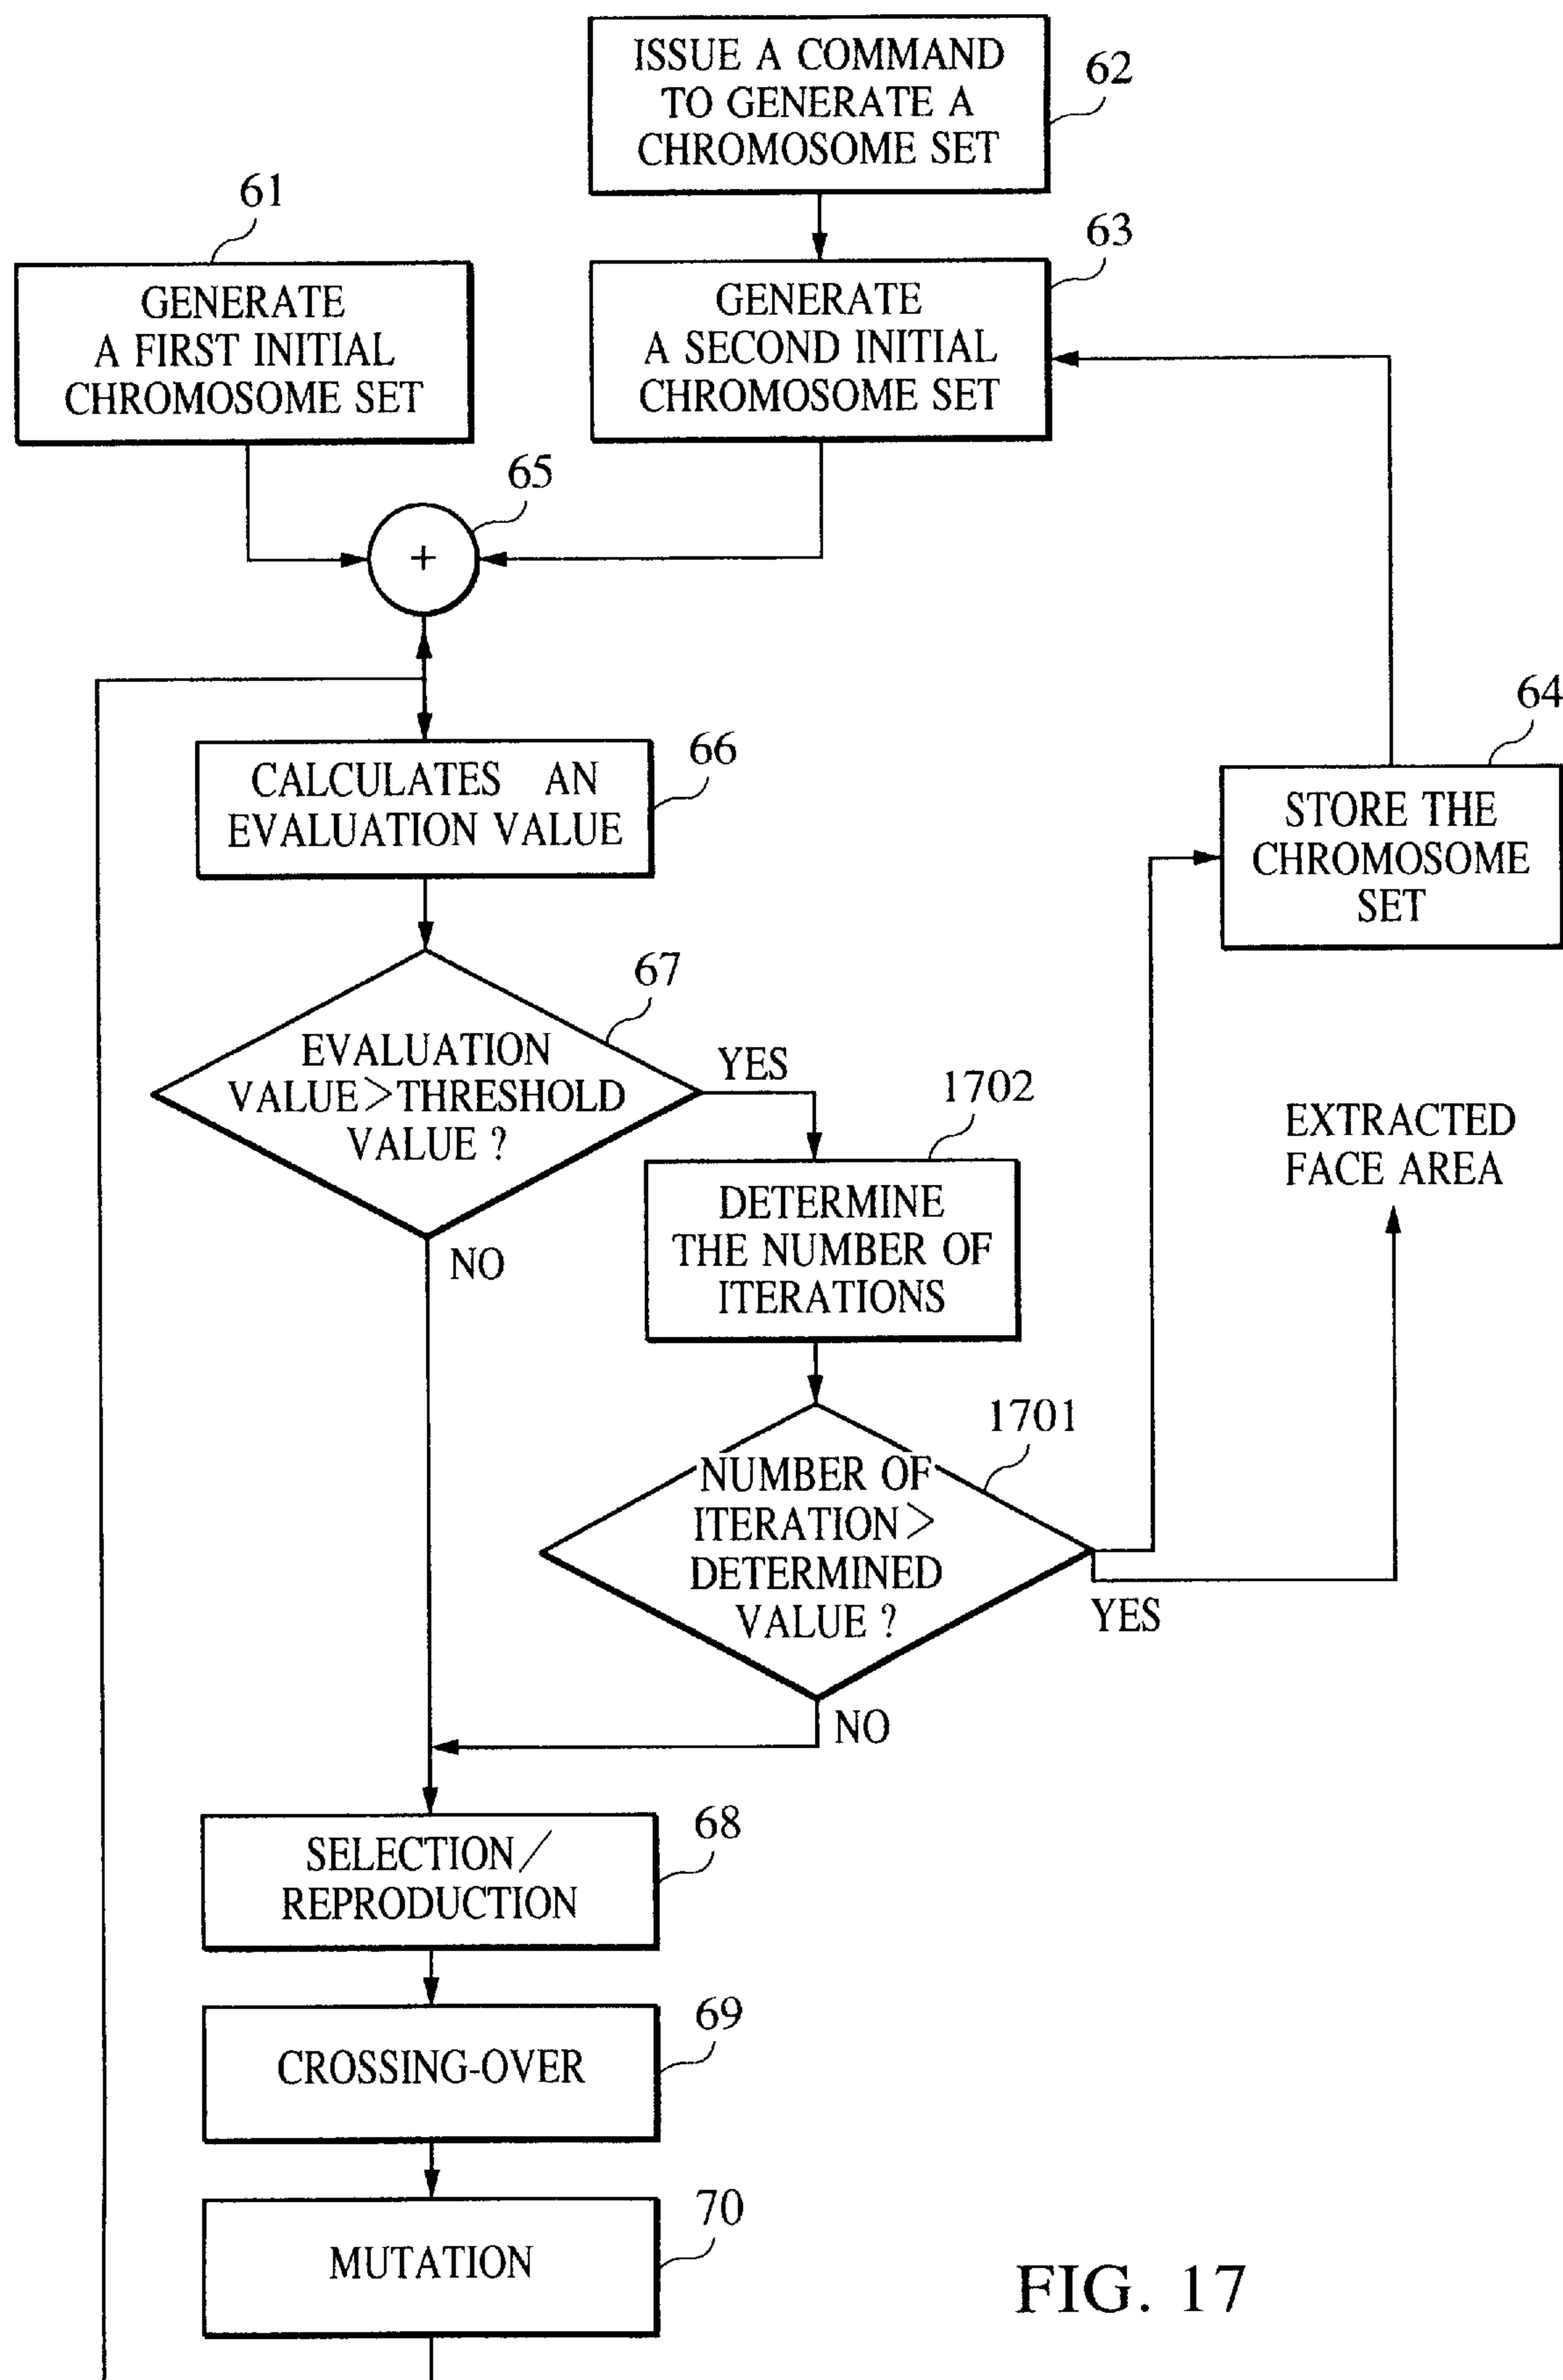 ISSUE A COMMAND
TO GENERATE A
CHROMOSOME SET
62
61
63
GENERATE
A FIRST INITIAL
CHROMOSOME SET
GENERATE
A SECOND INITIAL
CHROMOSOME SET
65
+
64
66
CALCULATES AN
EVALUATION VALUE
STORE THE
CHROMOSOME
SET
67
EVALUATION
VALUE>THRESHOLD
VALUE ?
YES
NO
1702
EXTRACTED
FACE AREA
DETERMINE
THE NUMBER OF
ITERATIONS
1701
NUMBER OF
ITERATION>
DETERMINED
VALUE ?
YES
NO
68
SELECTION/
REPRODUCTION
69
CROSSING-OVER
70
MUTATION
FIG. 17